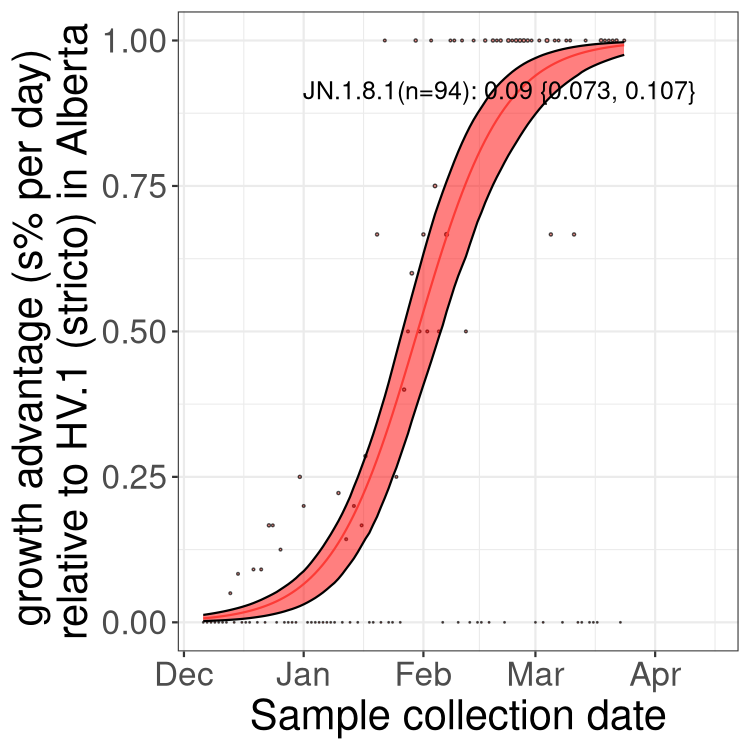 growth advantage (s% per day)
relative to HV.1 (stricto) in Alberta
1.00
0.75
0.50
0.25
0.00
JN.1.8.1(n=94): 0.09 {0.073, 0.107}
Dec Jan Feb Mar Apr
Sample collection date